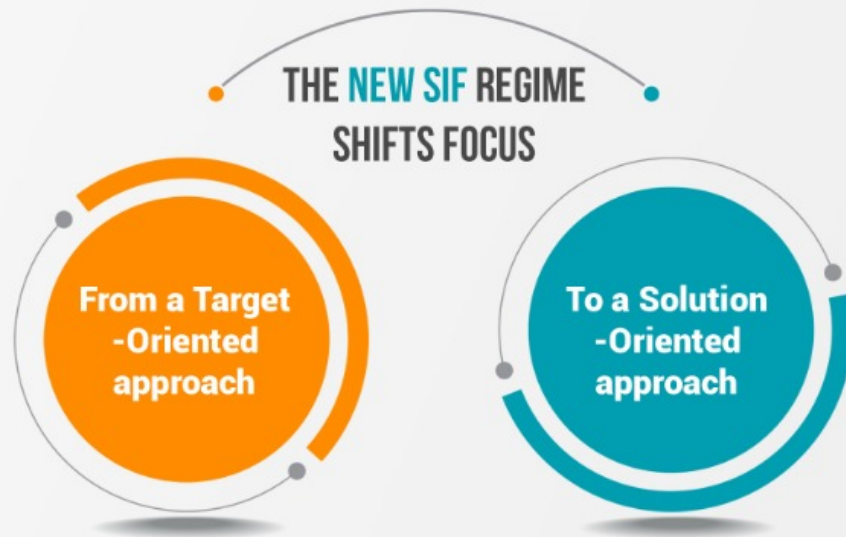 THE NEW SIF REGIME
SHIFTS FOCUS
From a Target
-Oriented
approach
To a Solution
-Oriented
approach